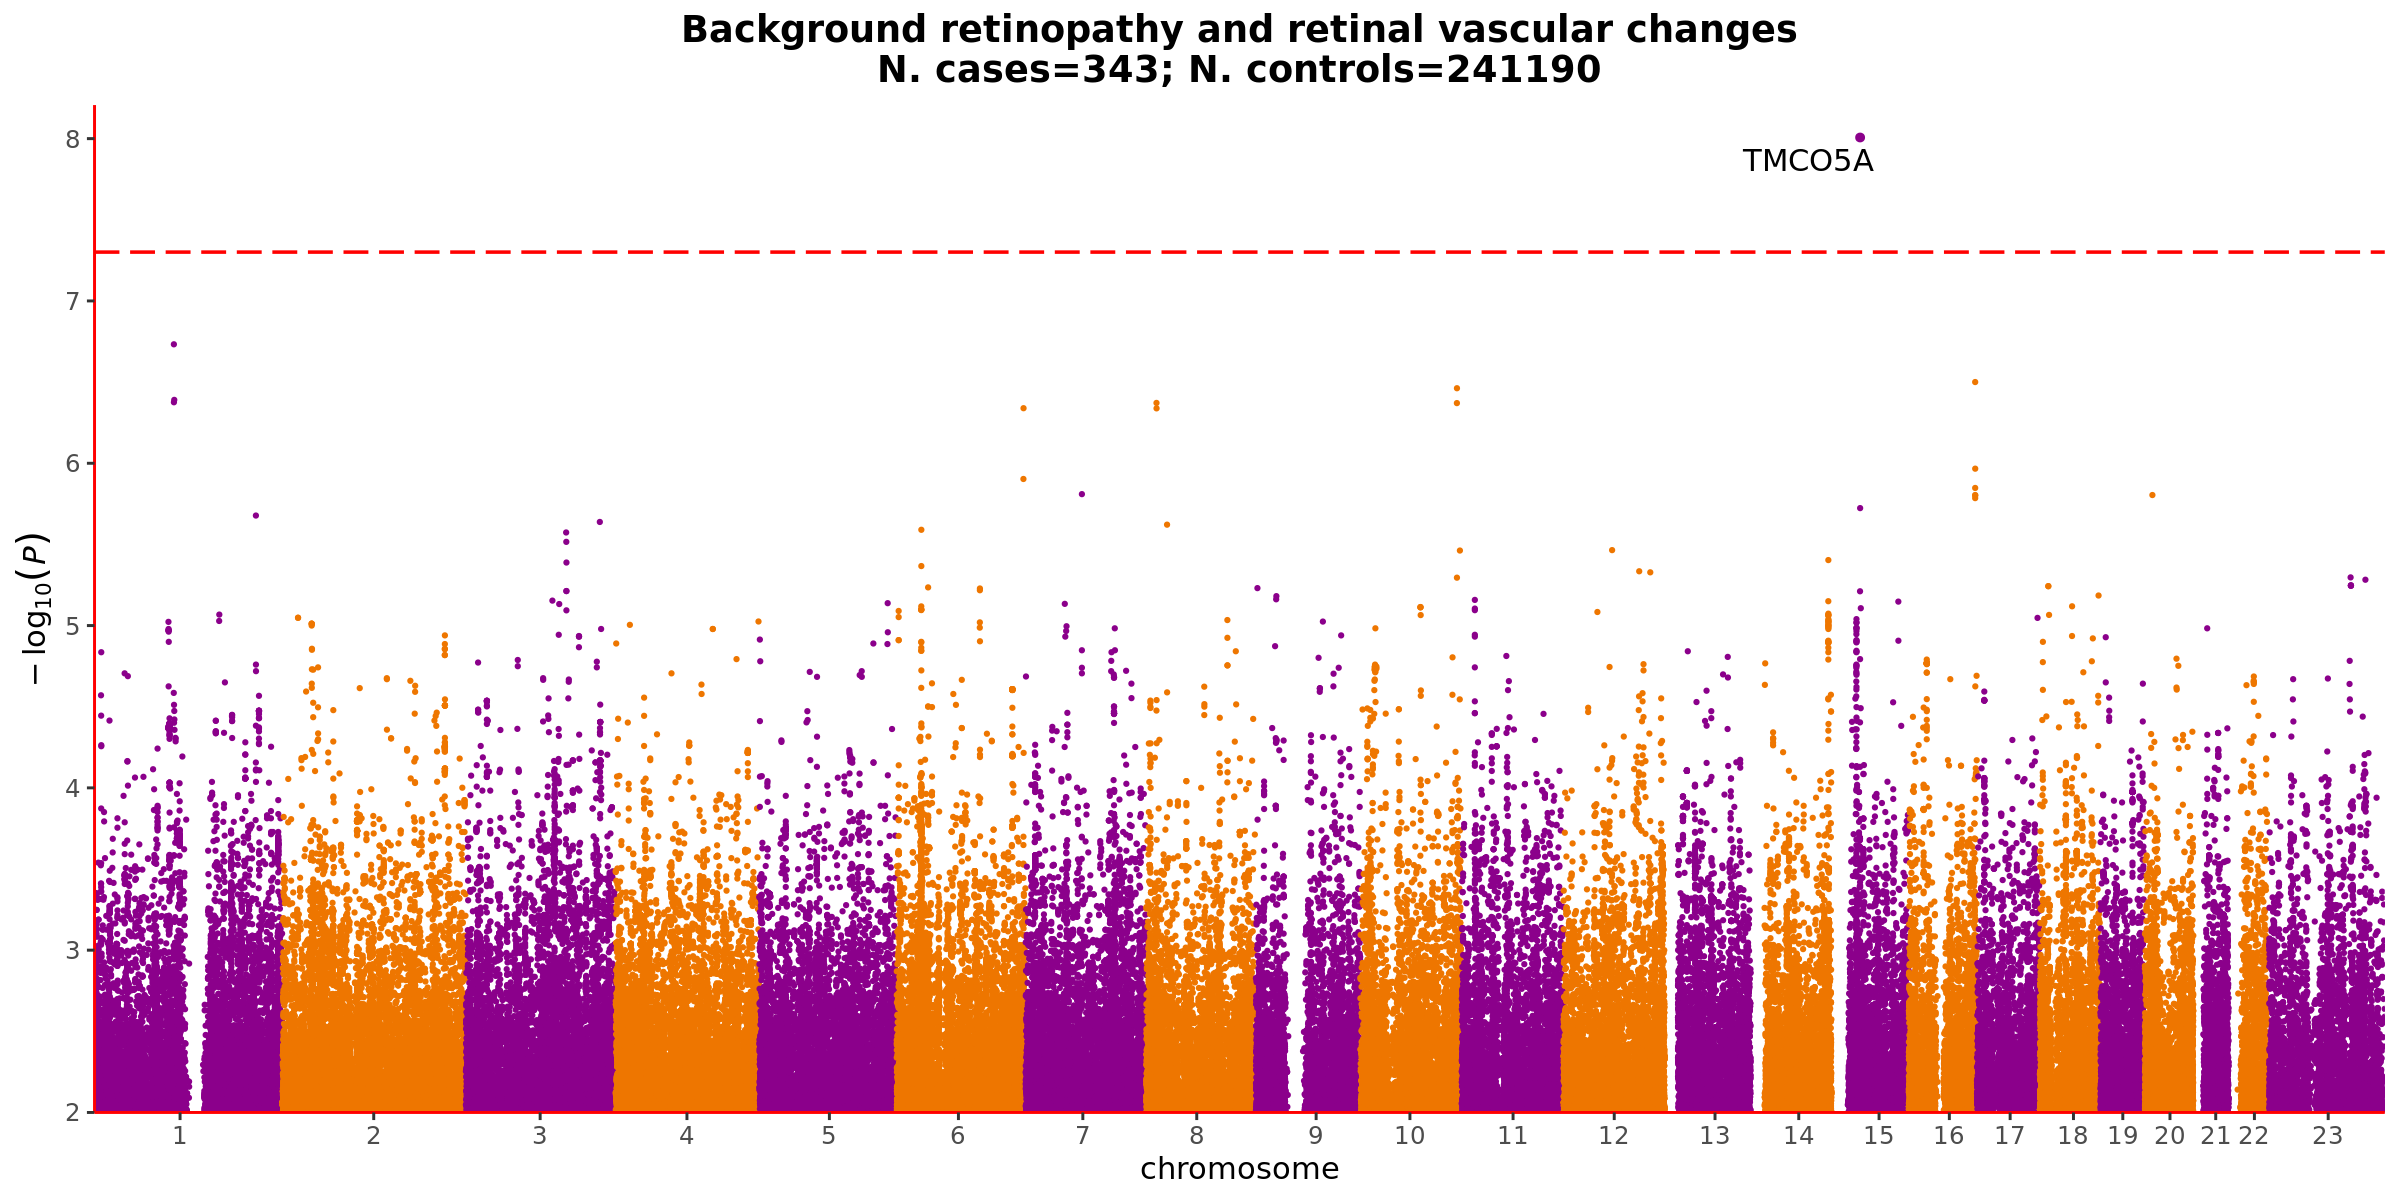 Background retinopathy and retinal vascular changes
N. cases=343; N. controls=241190
8
TMCO5A
7
6
5
4
3
2
−log10(P)
1 2 3 4 5 6 7 8 9 10 11 12 13 14 15 16 17 18 19 20 21 22 23
chromosome